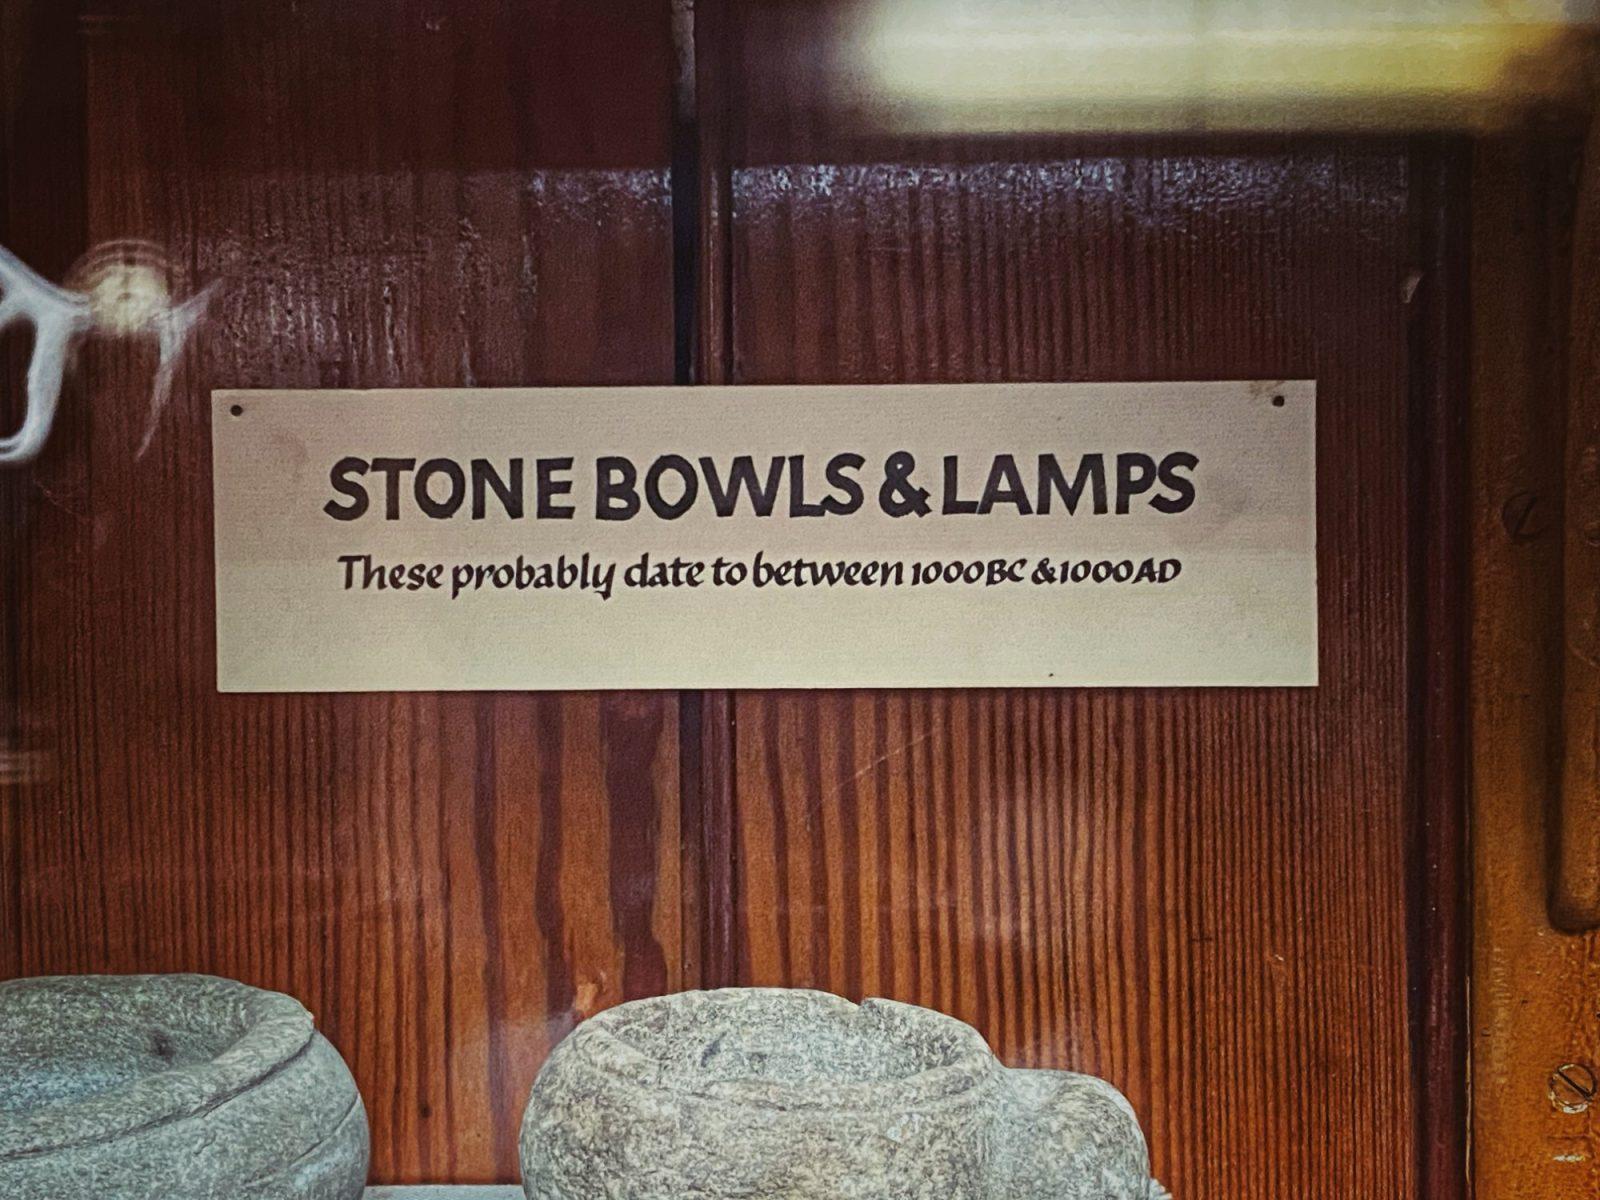 STONE BOWLS & LAMPS
These probably date to between 1000BC & 1000AD